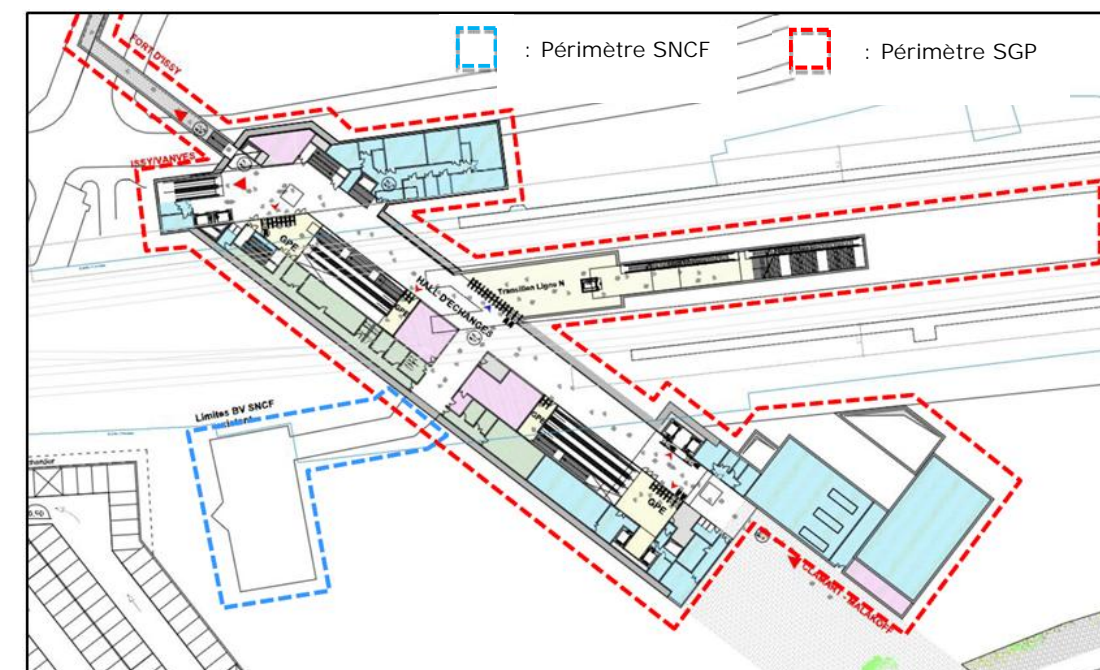 : Périmètre SNCF
: Périmètre SGP
FORT D'ISSY
ISSY/VANVES
GPE
HALL D'ECHANGES
Transilien Ligne N
GPE
GPE
GPE
Limites BV SNCF
CLAMART - MALAKOFF